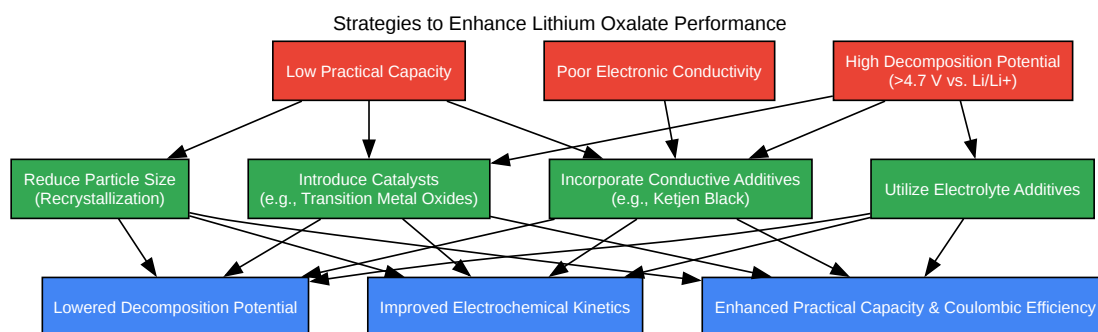 Strategies to Enhance Lithium Oxalate Performance
Low Practical Capacity
Poor Electronic Conductivity
High Decomposition Potential
(>4.7 V vs. Li/Li+)
Reduce Particle Size
(Recrystallization)
Introduce Catalysts
(e.g., Transition Metal Oxides)
Incorporate Conductive Additives
(e.g., Ketjen Black)
Utilize Electrolyte Additives
Lowered Decomposition Potential
Improved Electrochemical Kinetics
Enhanced Practical Capacity & Coulombic Efficiency